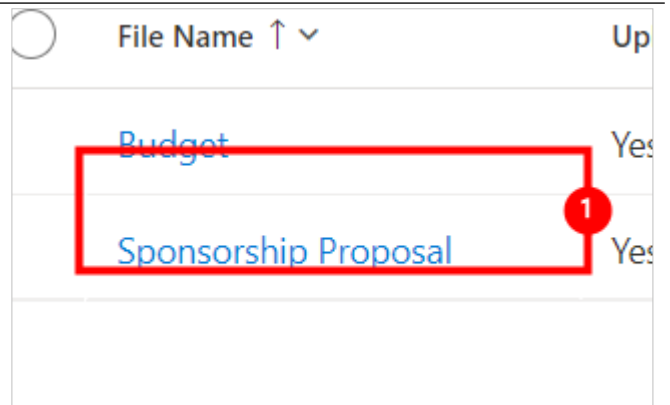 File Name ↑ Up
Budget Yes
1
Sponsorship Proposal Yes